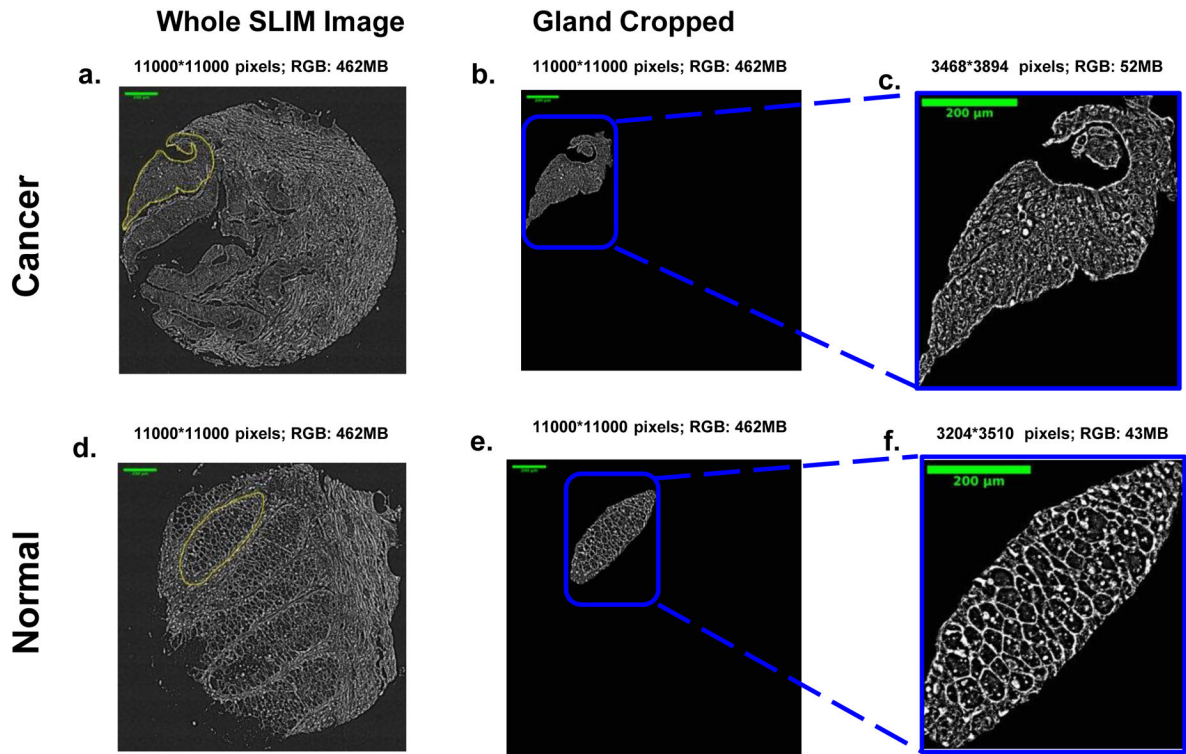 Whole SLIM Image
Gland Cropped
a.
11000*11000 pixels; RGB: 462MB
b.
11000*11000 pixels; RGB: 462MB
c.
3468*3894 pixels; RGB: 52MB
200 µm
Cancer
d.
11000*11000 pixels; RGB: 462MB
e.
11000*11000 pixels; RGB: 462MB
f.
3204*3510 pixels; RGB: 43MB
200 µm
Normal